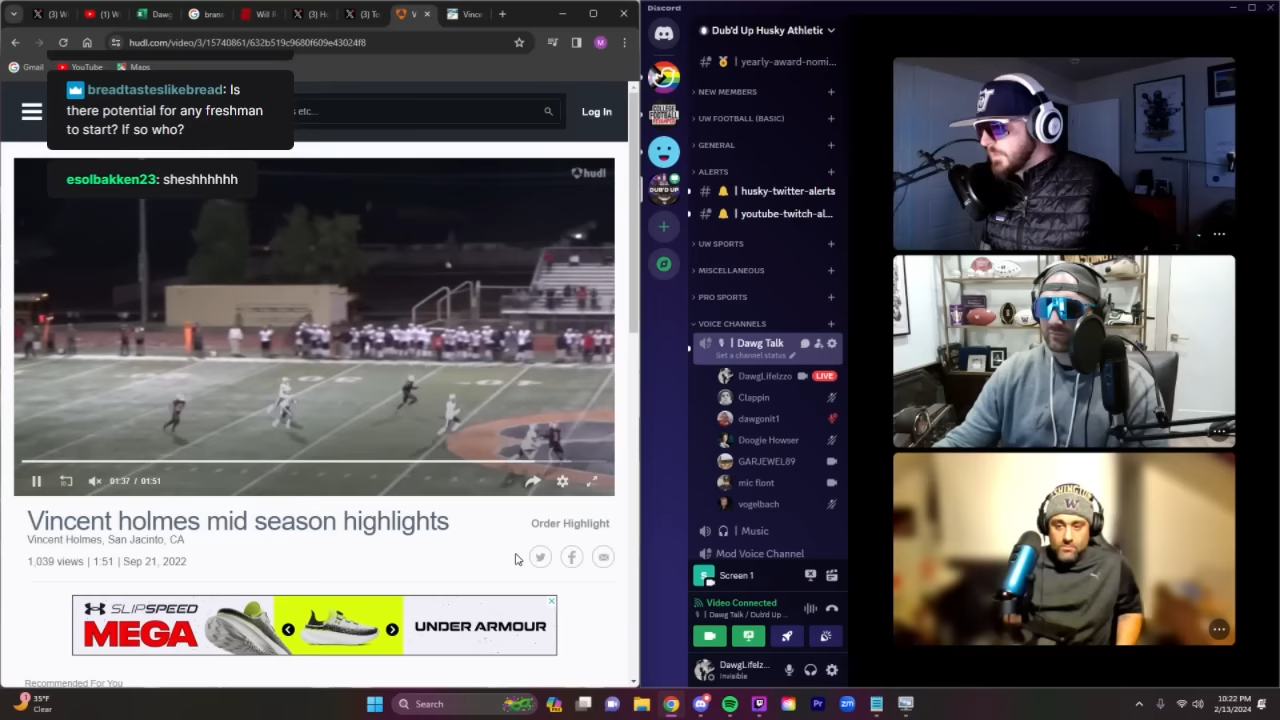 hudl.com/video/3/15740861/632b519c9680f609e43024f8
Gmail
YouTube
Maps
breadtasteslikebread: Is
there potential for any freshman
to start? If so who?
etc...
Log In
esolbakken23: sheshhhhhh
hudl
01:37 / 01:51
Vincent holmes mid season highlights
Order Highlight
Vincent Holmes, San Jacinto, CA
1,039 views | 1:51 | Sep 21, 2022
SLIPSPEED
MEGA
UNDER ARMOUR
Recommended For You
Discord
Dub'd Up Husky Athletic
yearly-award-nomi...
NEW MEMBERS
UW FOOTBALL (BASIC)
GENERAL
ALERTS
husky-twitter-alerts
youtube-twitch-al...
UW SPORTS
MISCELLANEOUS
PRO SPORTS
VOICE CHANNELS
Dawg Talk
Set a channel status
DawgLifeIzzo LIVE
Clappin
dawgonit1
Doogie Howser
GARJEWEL89
mic flont
vogelbach
Music
Mod Voice Channel
Screen 1
Video Connected
Dawg Talk / Dub'd Up ...
DawgLifeIz...
Invisible
35°F
Clear
Search
10:22 PM
2/13/2024